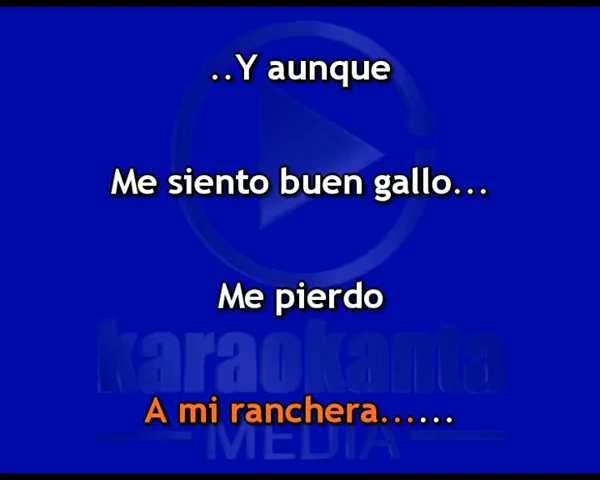 ..Y aunque
Me siento buen gallo...
Me pierdo
karaokanta
A mi ranchera......
MEDIA